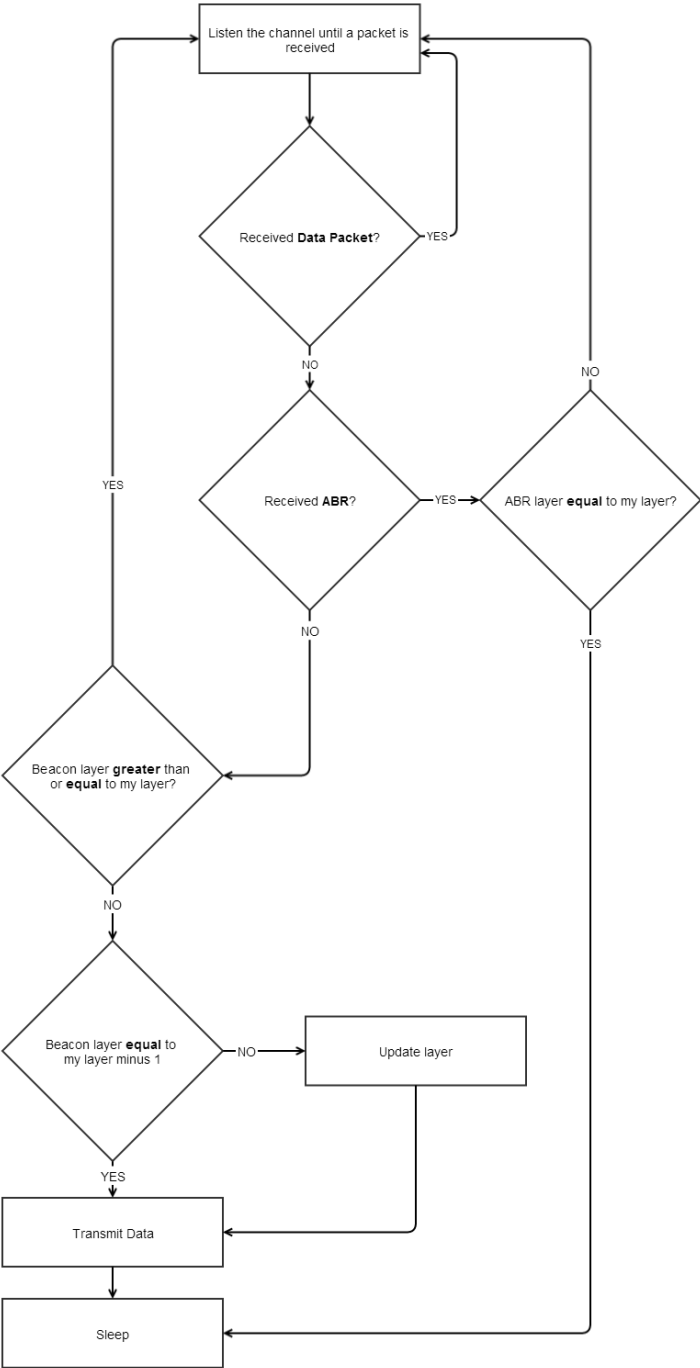 Listen the channel until a packet is
received
Received Data Packet?
YES
NO
NO
Received ABR?
YES
ABR layer equal to my layer?
YES
NO
YES
Beacon layer greater than
or equal to my layer?
NO
Beacon layer equal to
my layer minus 1
NO
Update layer
YES
Transmit Data
Sleep